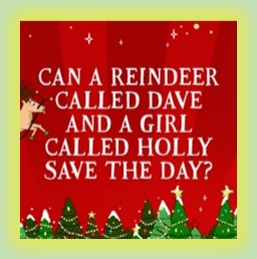 CAN A REINDEER
CALLED DAVE
AND A GIRL
CALLED HOLLY
SAVE THE DAY?